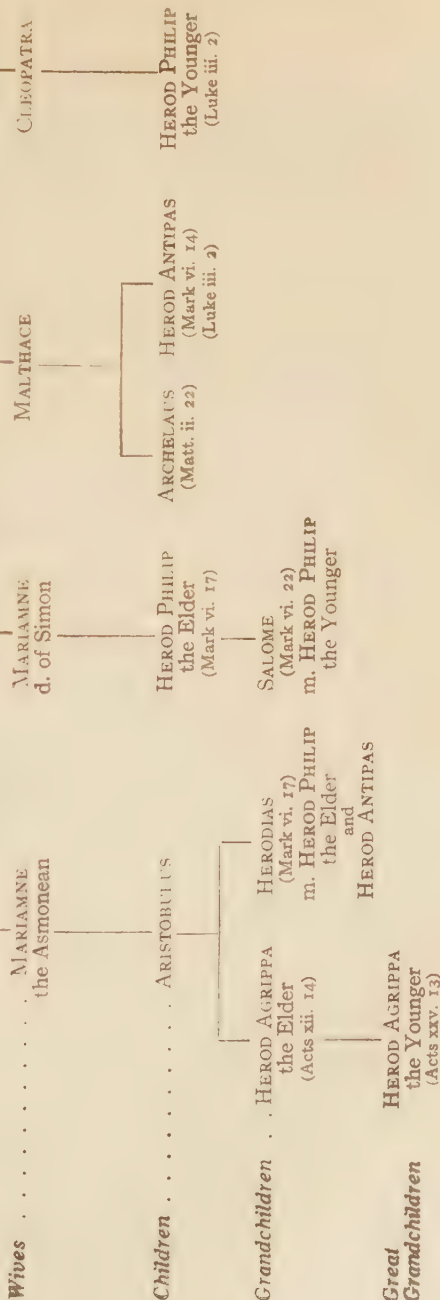 Wives . . . . . . . . . . MARIAMNE
the Asmonean
MARIAMNE
d. of Simon
MALTHACE
CLEOPATRA
Children . . . . . . . . . . ARISTOBULUS
HEROD PHILIP
the Elder
(Mark vi. 17)
ARCHELAUS
(Matt. ii. 22)
HEROD ANTIPAS
(Mark vi. 14)
(Luke iii. 2)
HEROD PHILIP
the Younger
(Luke iii. 2)
Grandchildren . . HEROD AGRIPPA
the Elder
(Acts xii. 14)
HERODIAS
(Mark vi. 17)
m. HEROD PHILIP
the Elder
and
HEROD ANTIPAS
SALOME
(Mark vi. 22)
m. HEROD PHILIP
the Younger
Great
Grandchildren
HEROD AGRIPPA
the Younger
(Acts xxv. 13)